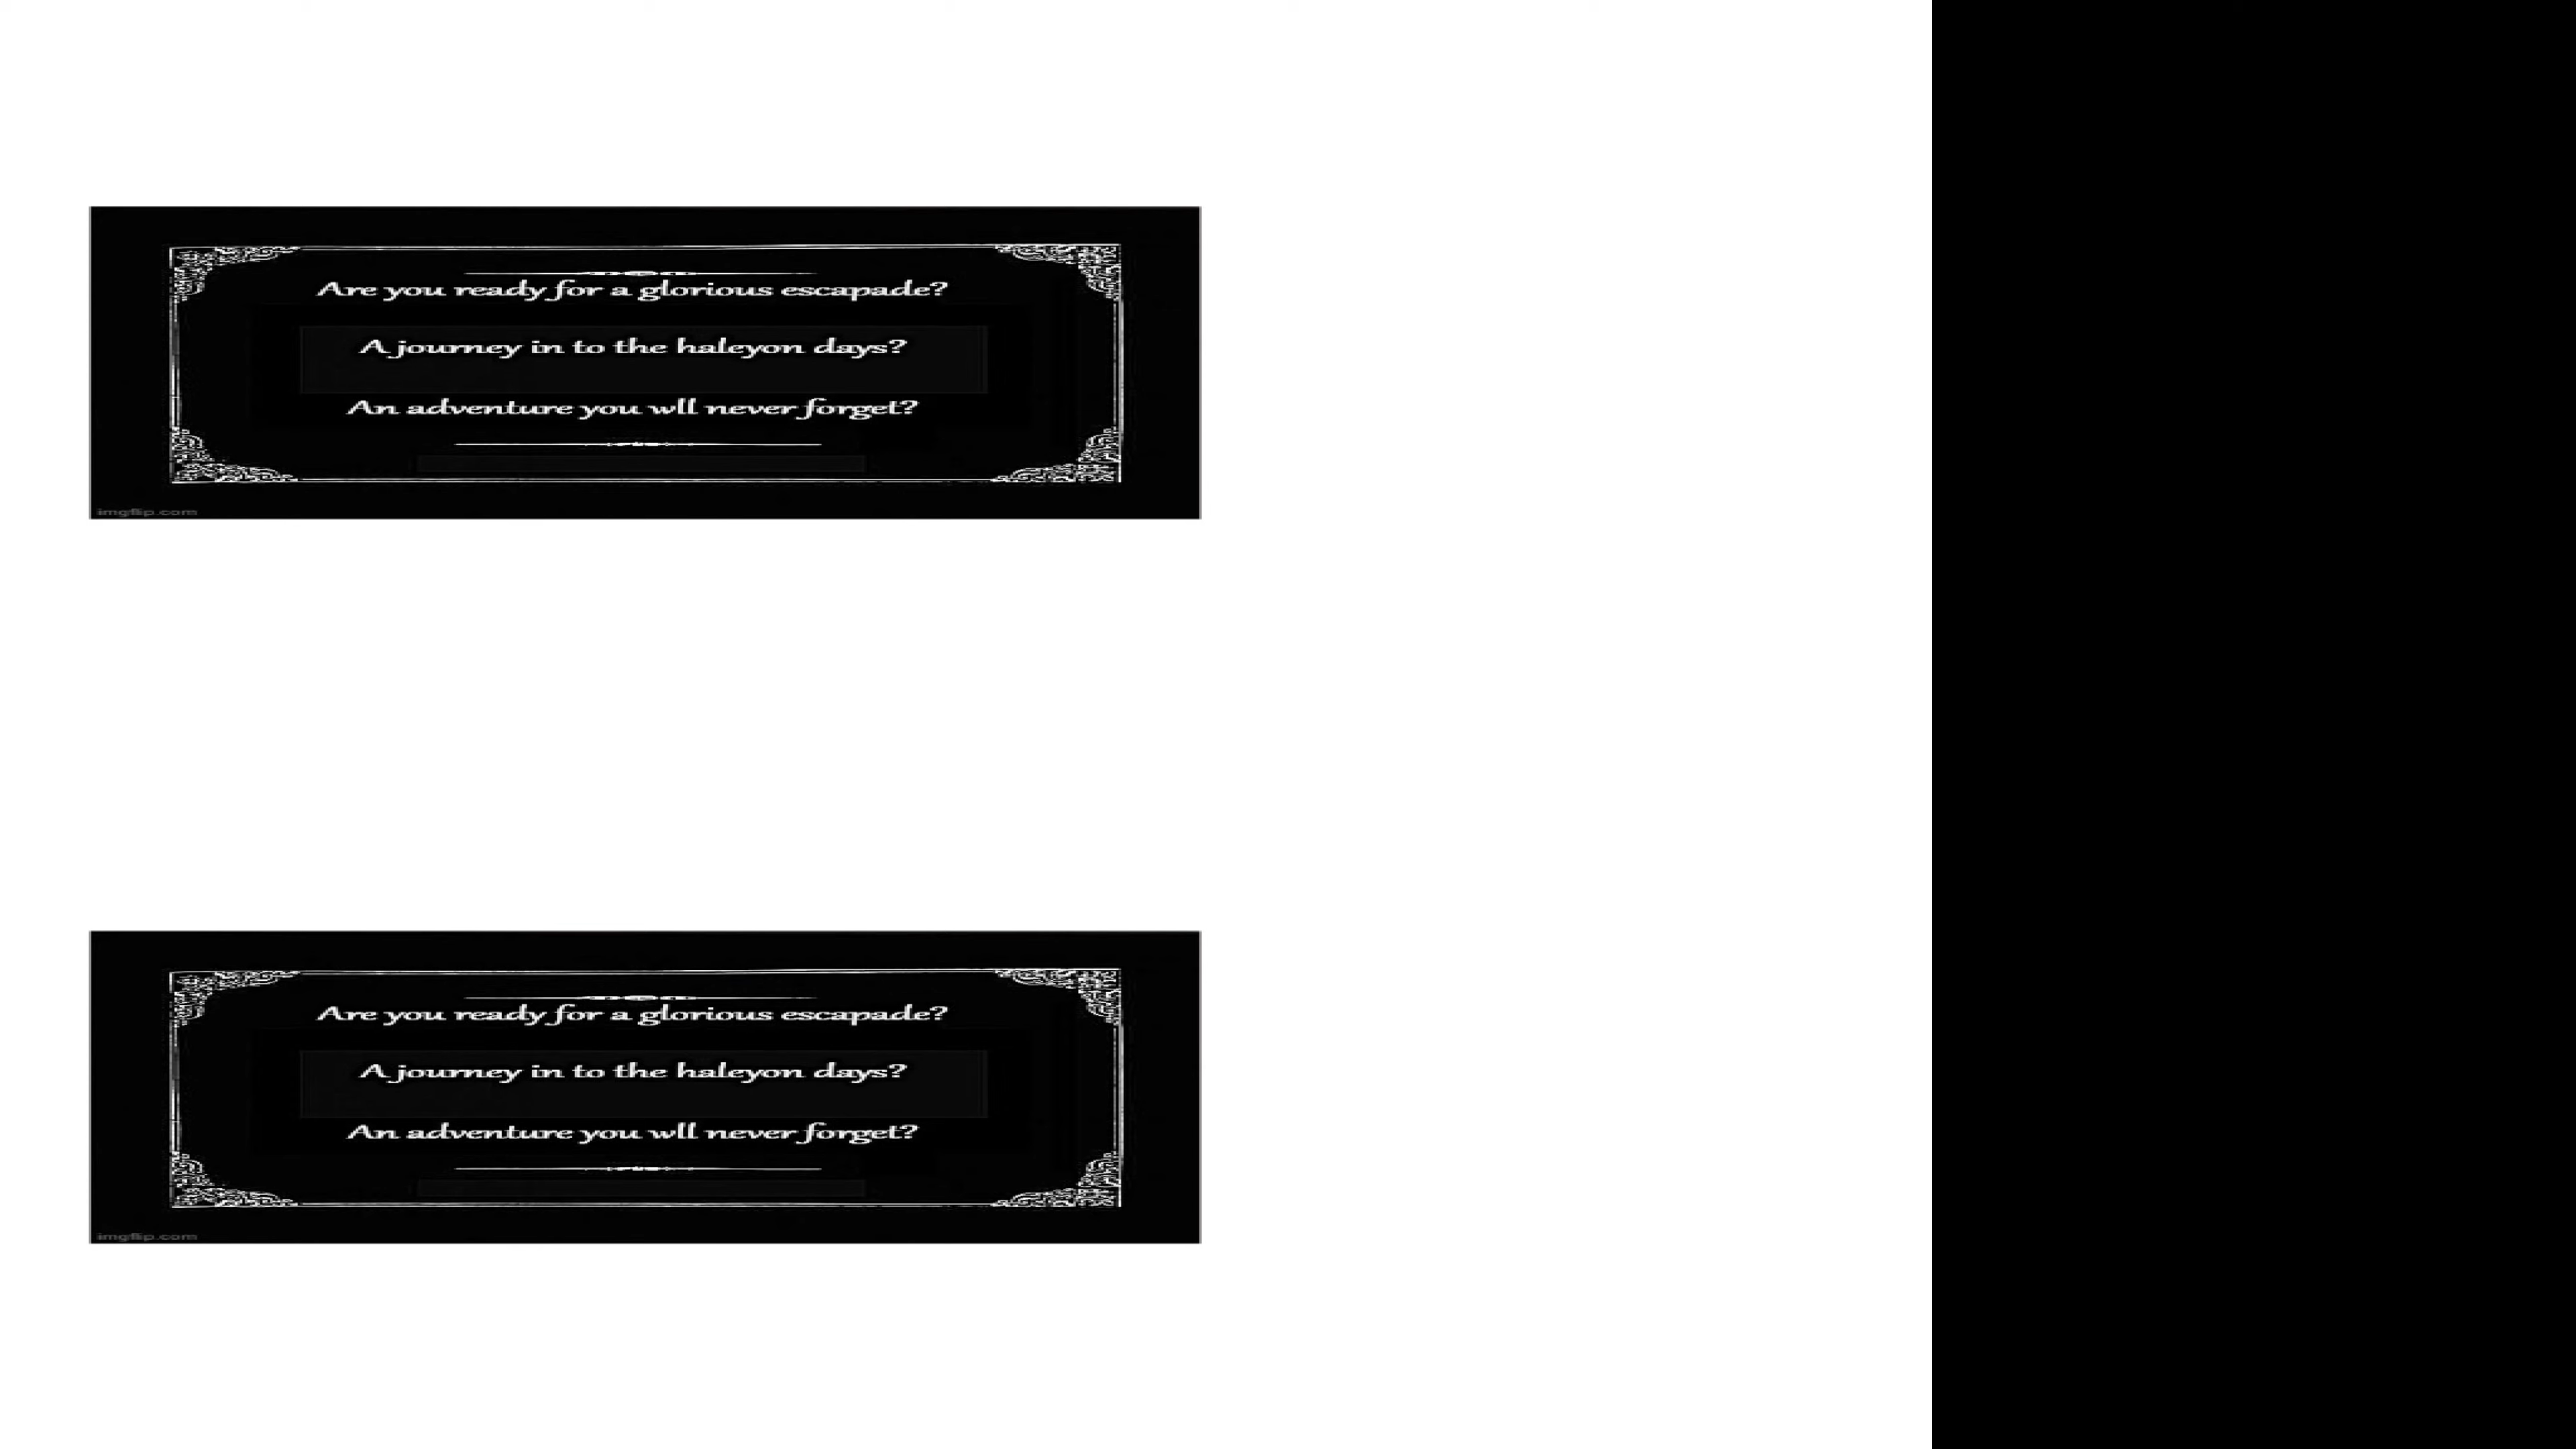 Are you ready for a glorious escapade?
A journey in to the halcyon days?
An adventure you wll never forget?
imgflip.com
Are you ready for a glorious escapade?
A journey in to the halcyon days?
An adventure you wll never forget?
imgflip.com